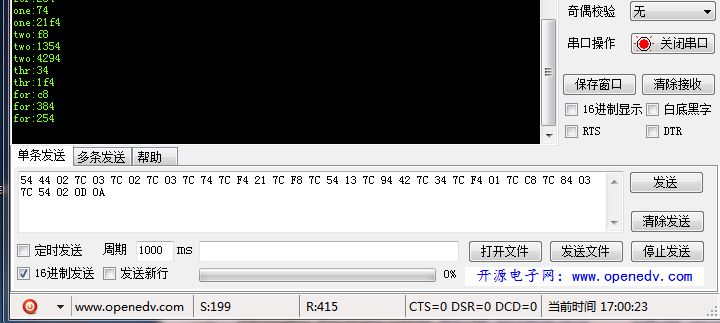 one:74
one:21f4
two:f8
two:1354
two:4294
thr:34
thr:1f4
for:c8
for:384
for:254
奇偶校验 无
串口操作 关闭串口
保存窗口 清除接收
16进制显示 白底黑字
RTS DTR
单条发送 多条发送 帮助
54 44 02 7C 03 7C 02 7C 03 7C 74 7C F4 21 7C F8 7C 54 13 7C 94 42 7C 34 7C F4 01 7C C8 7C 84 03
7C 54 02 0D 0A
发送
清除发送
定时发送 周期 1000 ms 打开文件 发送文件 停止发送
16进制发送 发送新行 0% 开源电子网：www.openedv.com
www.openedv.com S:199 R:415 CTS=0 DSR=0 DCD=0 当前时间 17:00:23